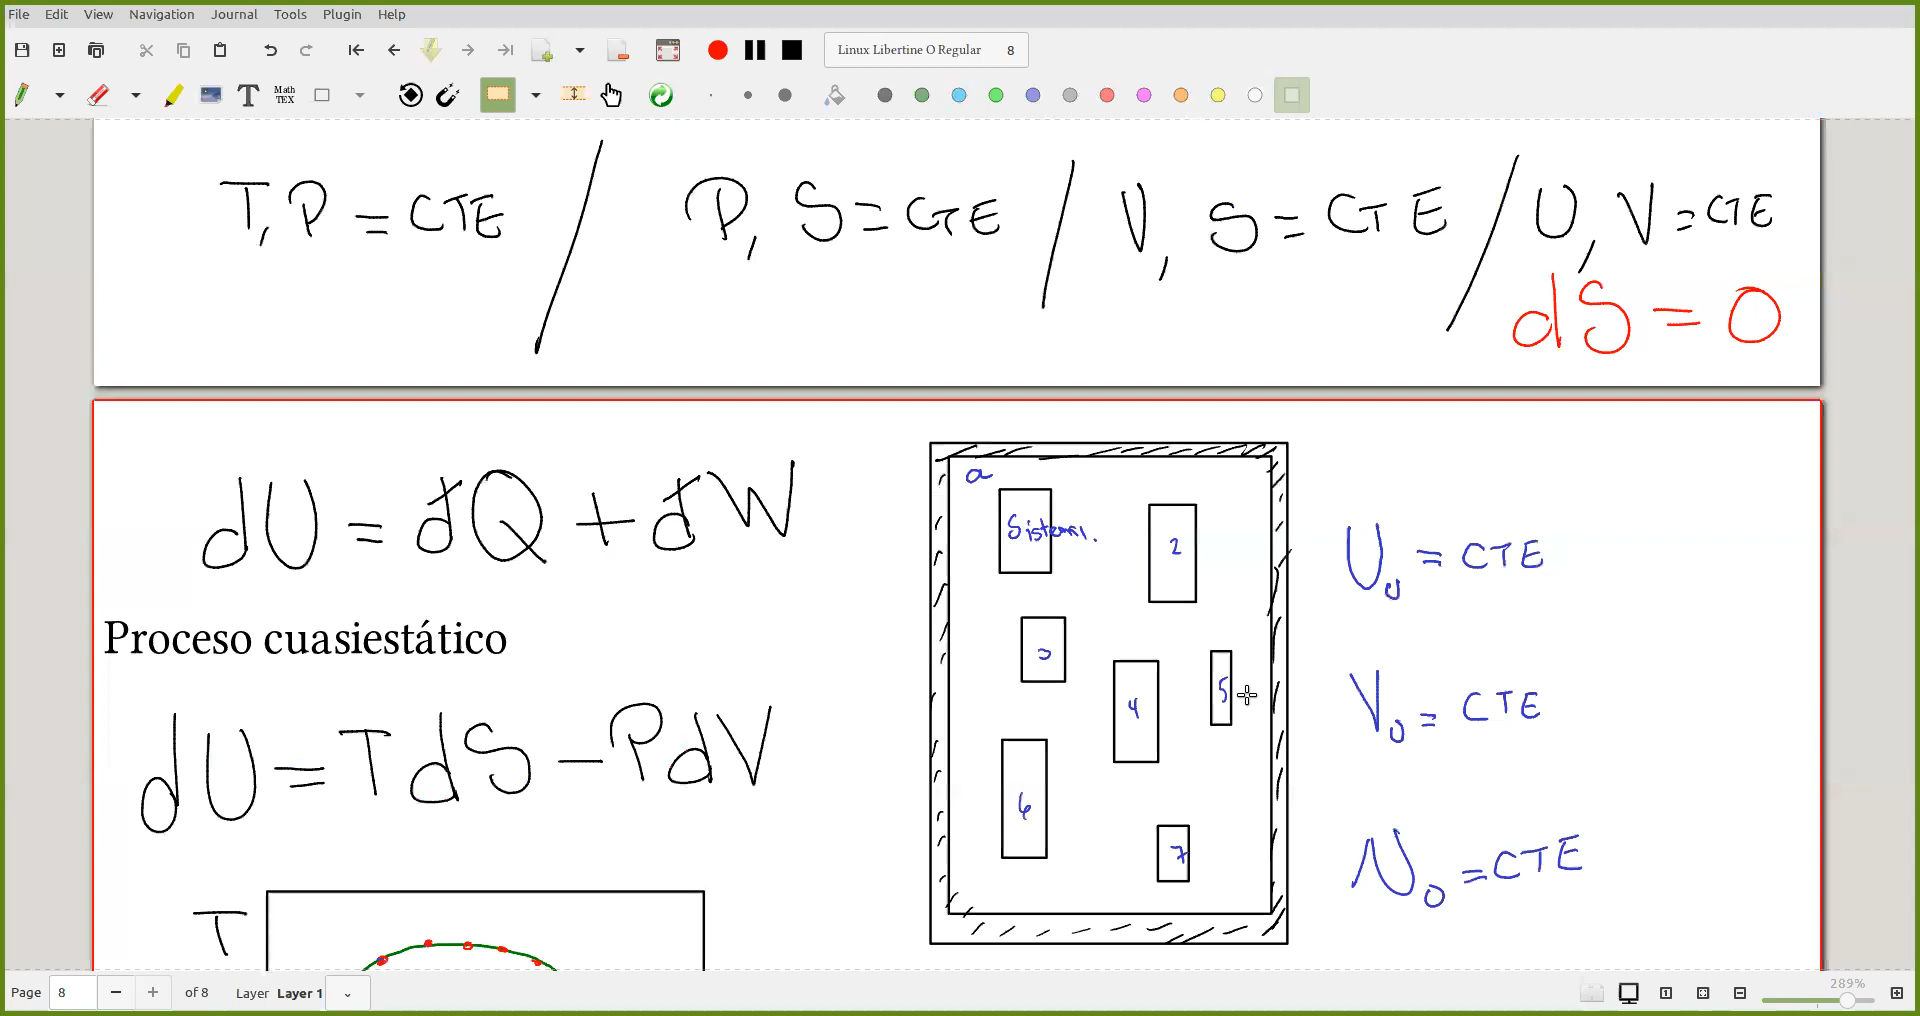 File Edit View Navigation Journal Tools Plugin Help
Linux Libertine O Regular 8
Math TEX
T, P = CTE / P, S = CTE / V, S = CTE / U, V = CTE
dS = 0
dU = đQ + đW
Proceso cuasiestático
dU = TdS - PdV
T
a
Sistema 1.
2
3
4
5
6
7
U₀ = CTE
V₀ = CTE
N₀ = CTE
Page 8 of 8 Layer Layer 1 289%